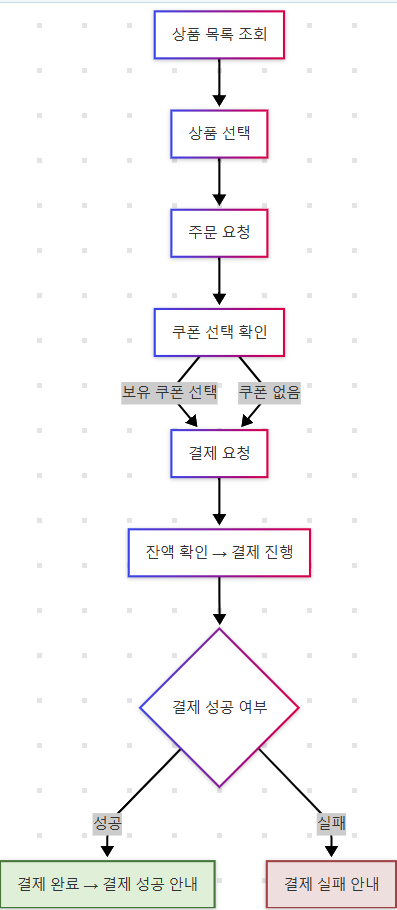 상품 목록 조회
상품 선택
주문 요청
쿠폰 선택 확인
보유 쿠폰 선택
쿠폰 없음
결제 요청
잔액 확인 → 결제 진행
결제 성공 여부
성공
실패
결제 완료 → 결제 성공 안내
결제 실패 안내